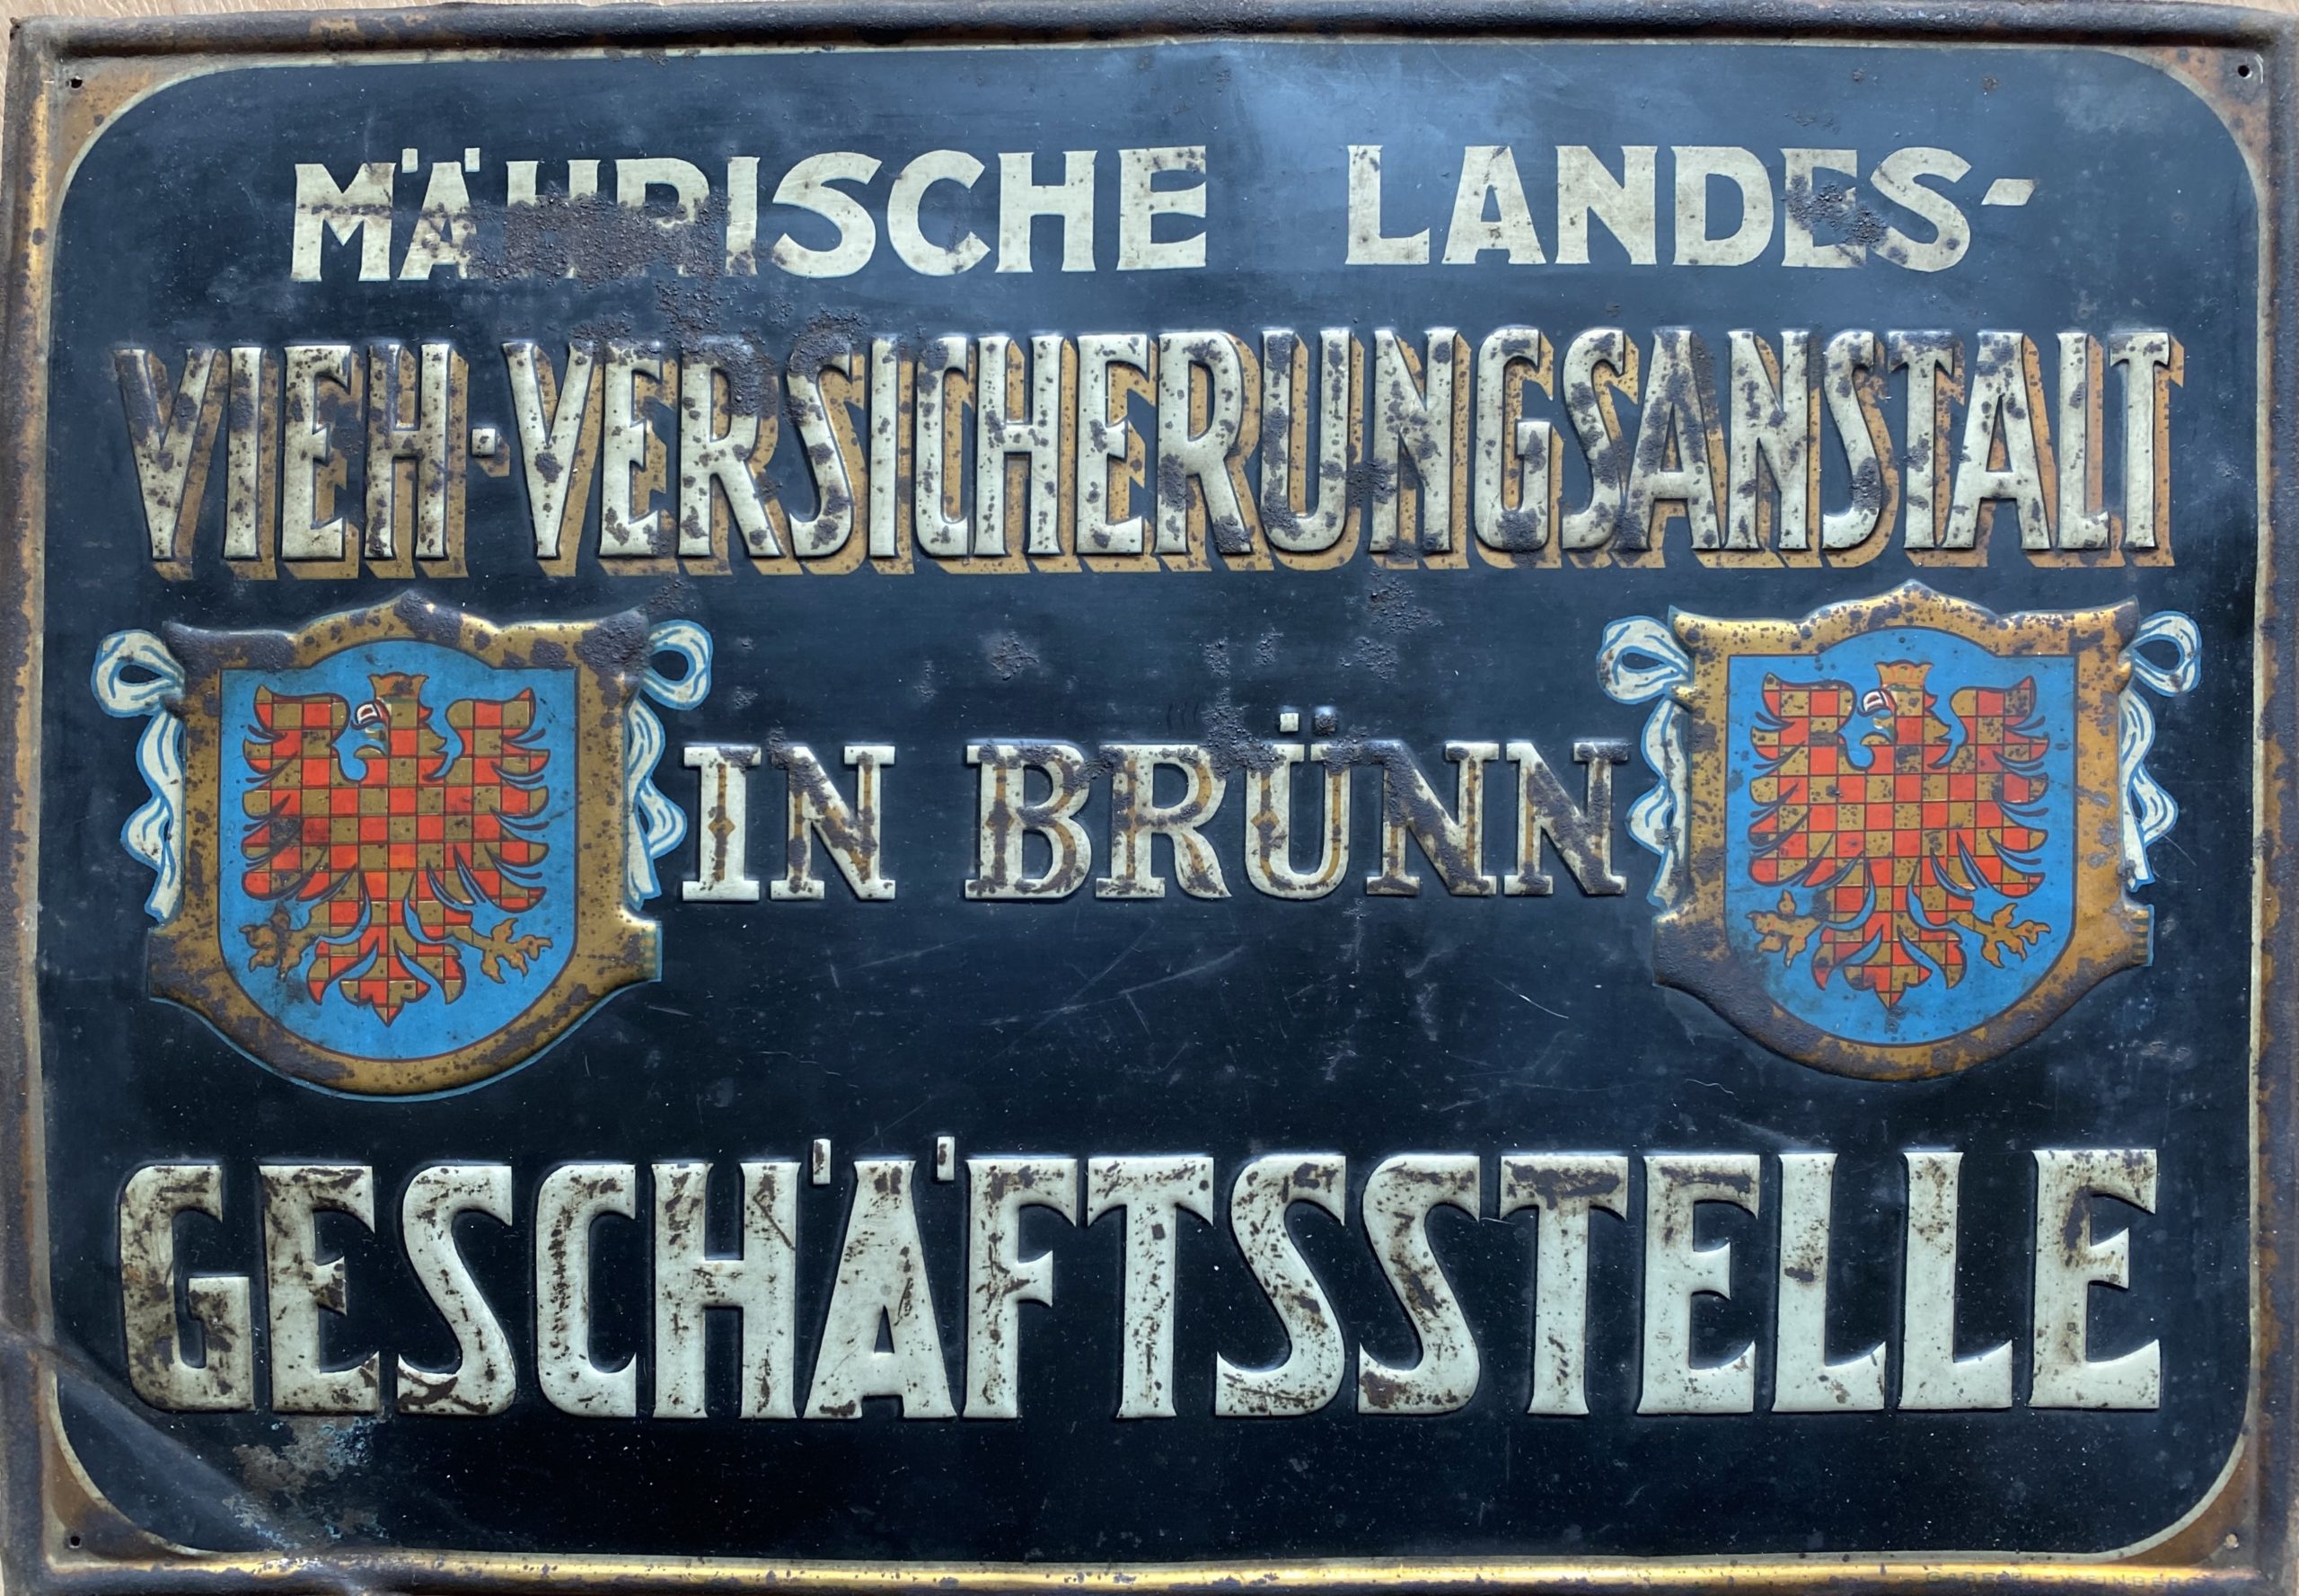 MÄHRISCHE LANDES-
VIEH-VERSICHERUNGSANSTALT
IN BRÜNN
GESCHÄFTSSTELLE